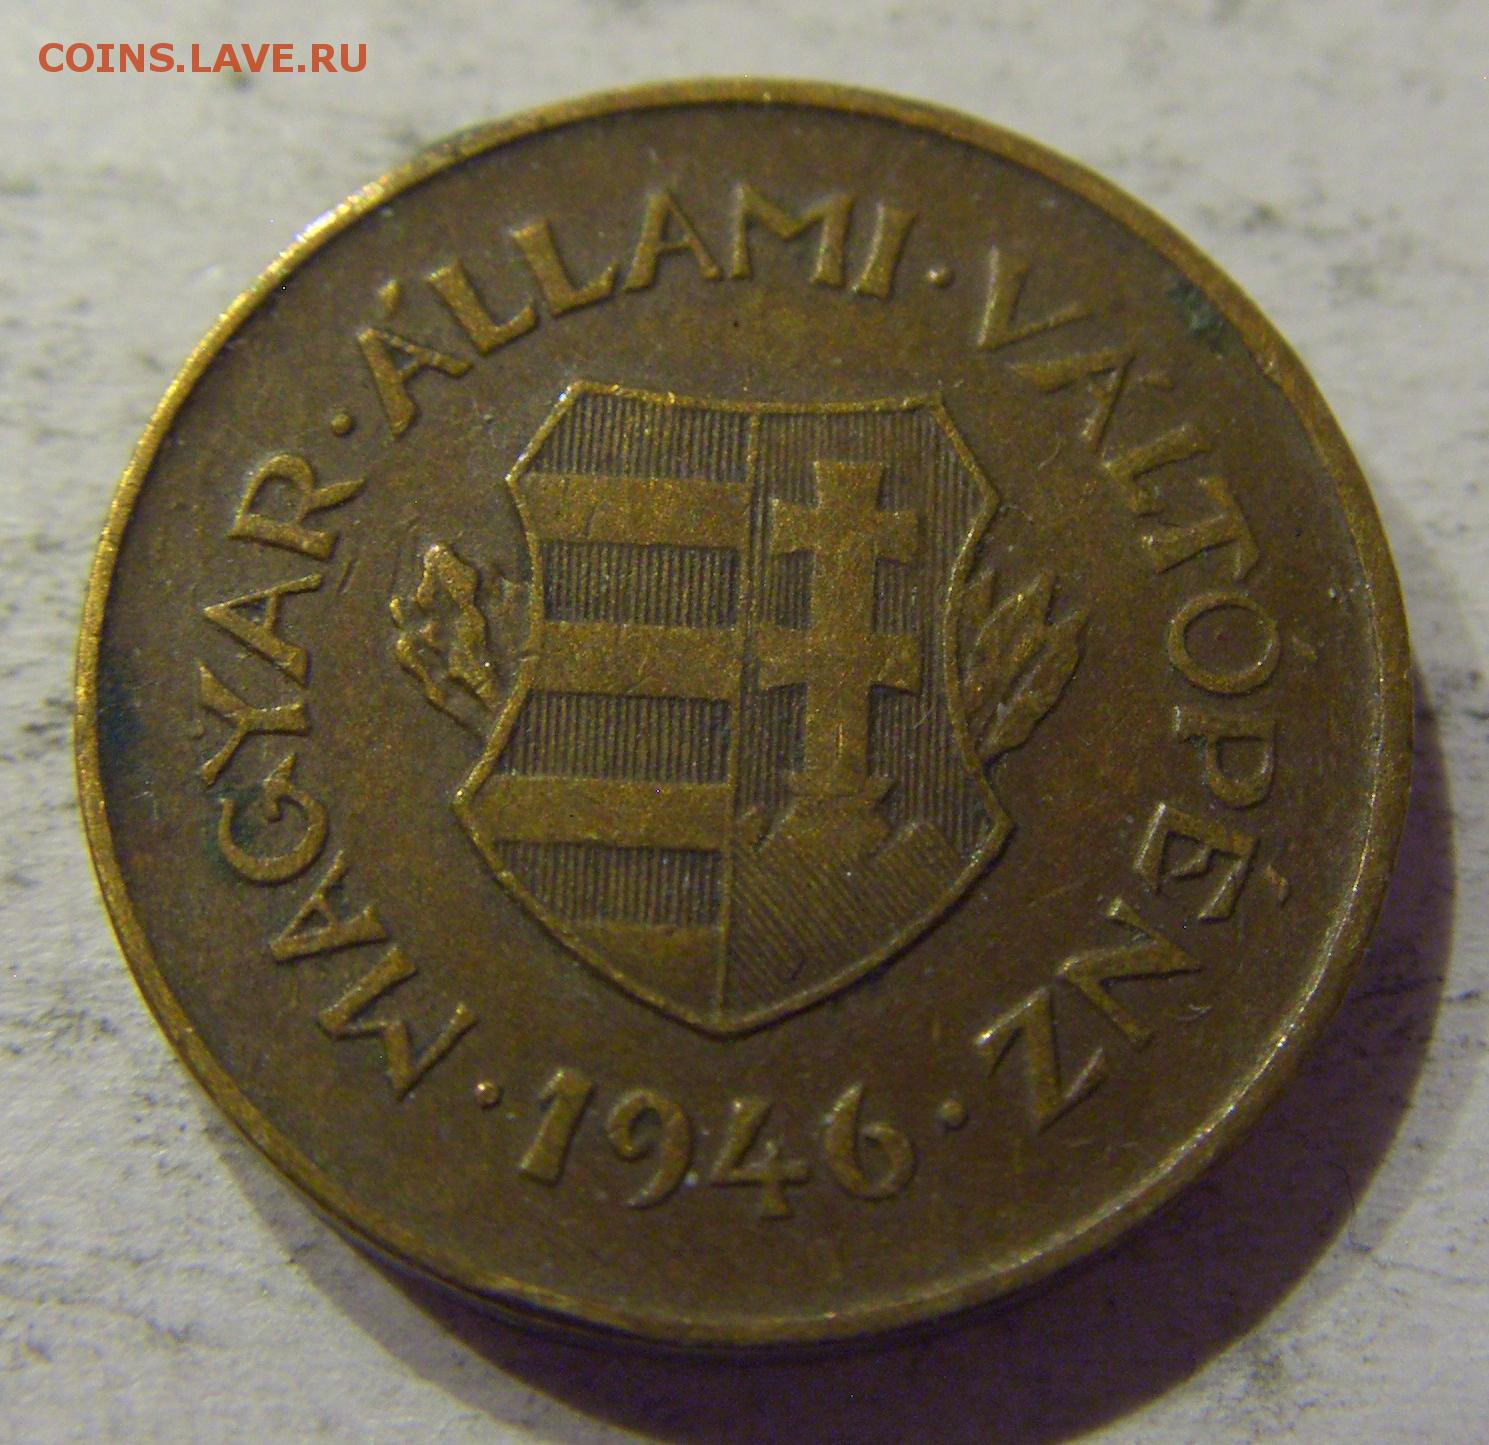 COINS.LAVE.RU
MAGYAR · ÁLLAMI · VÁLTÓPÉNZ
· 1946 ·